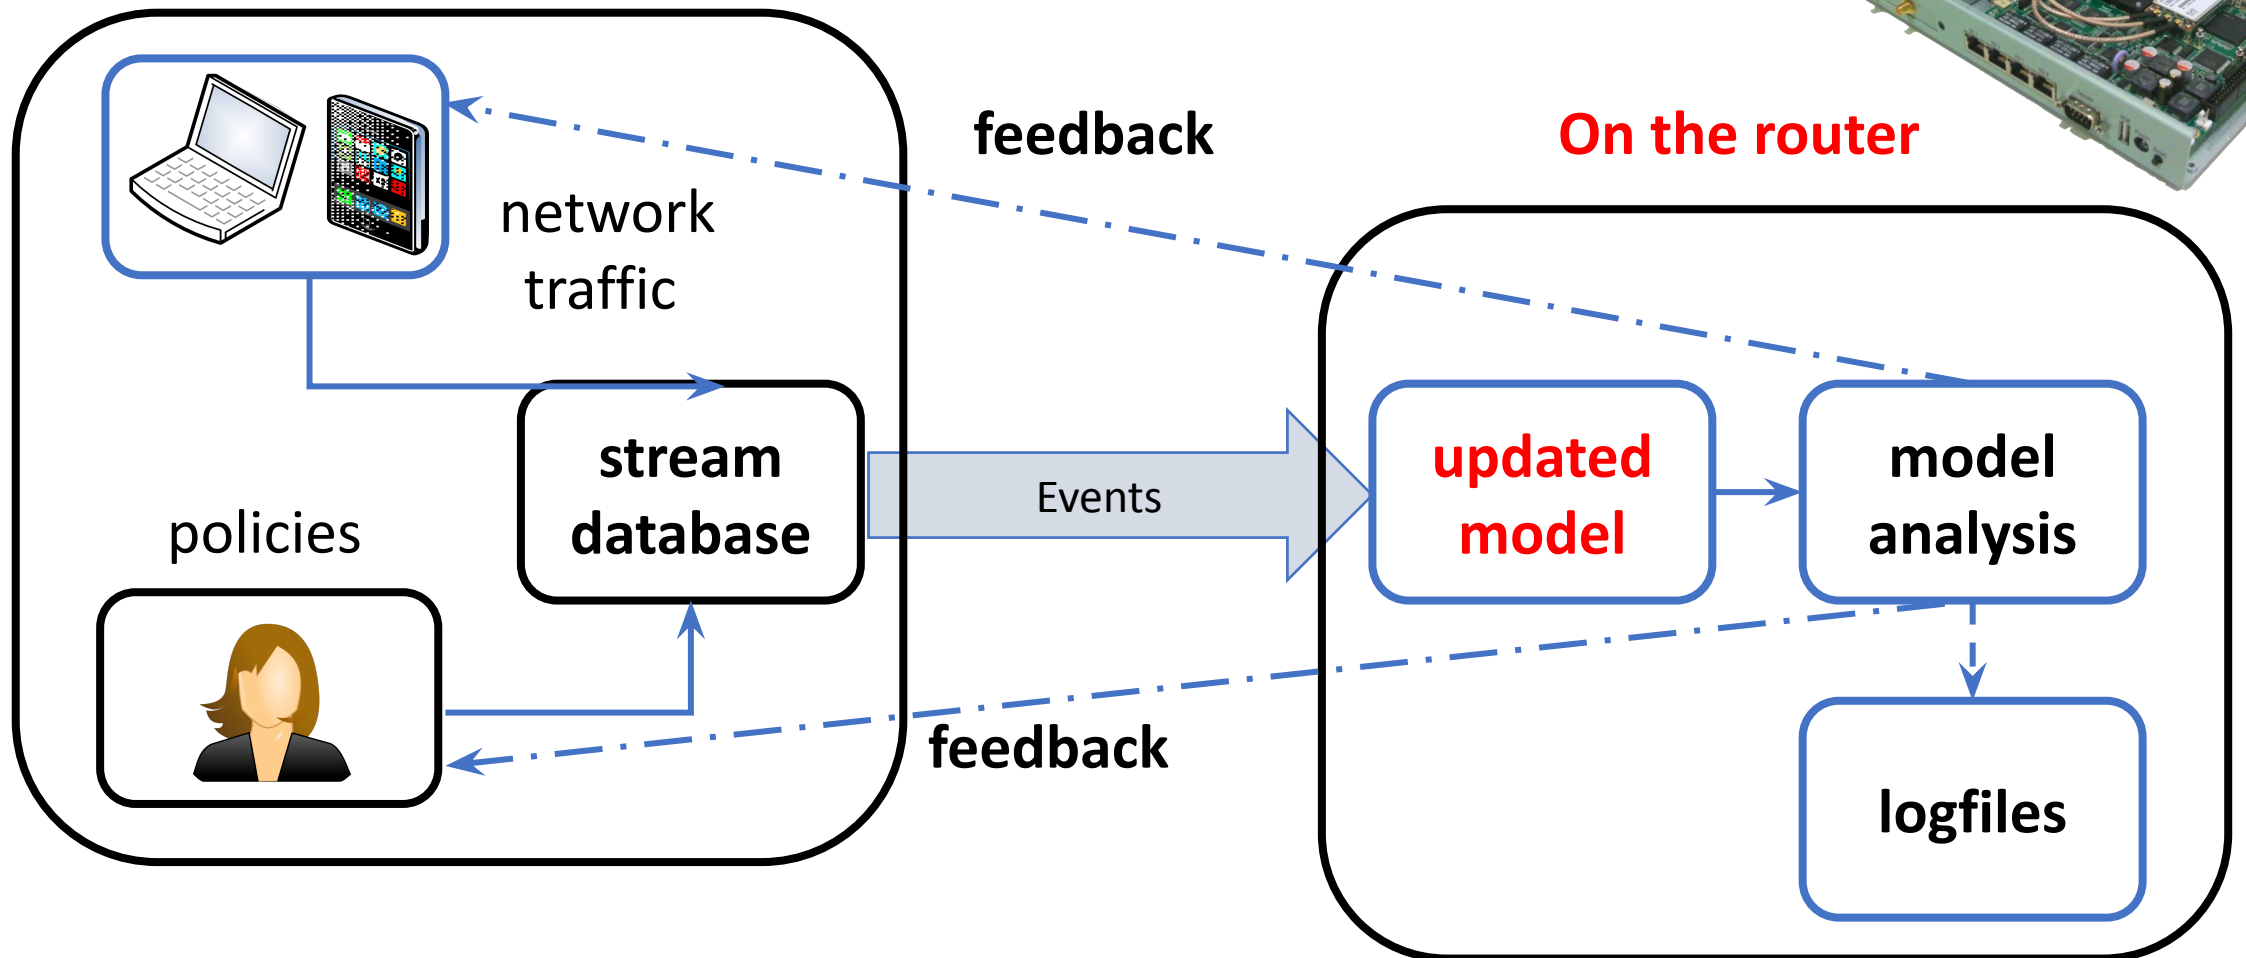 feedback
On the router
network
traffic
stream
database
Events
updated
model
model
analysis
policies
feedback
logfiles